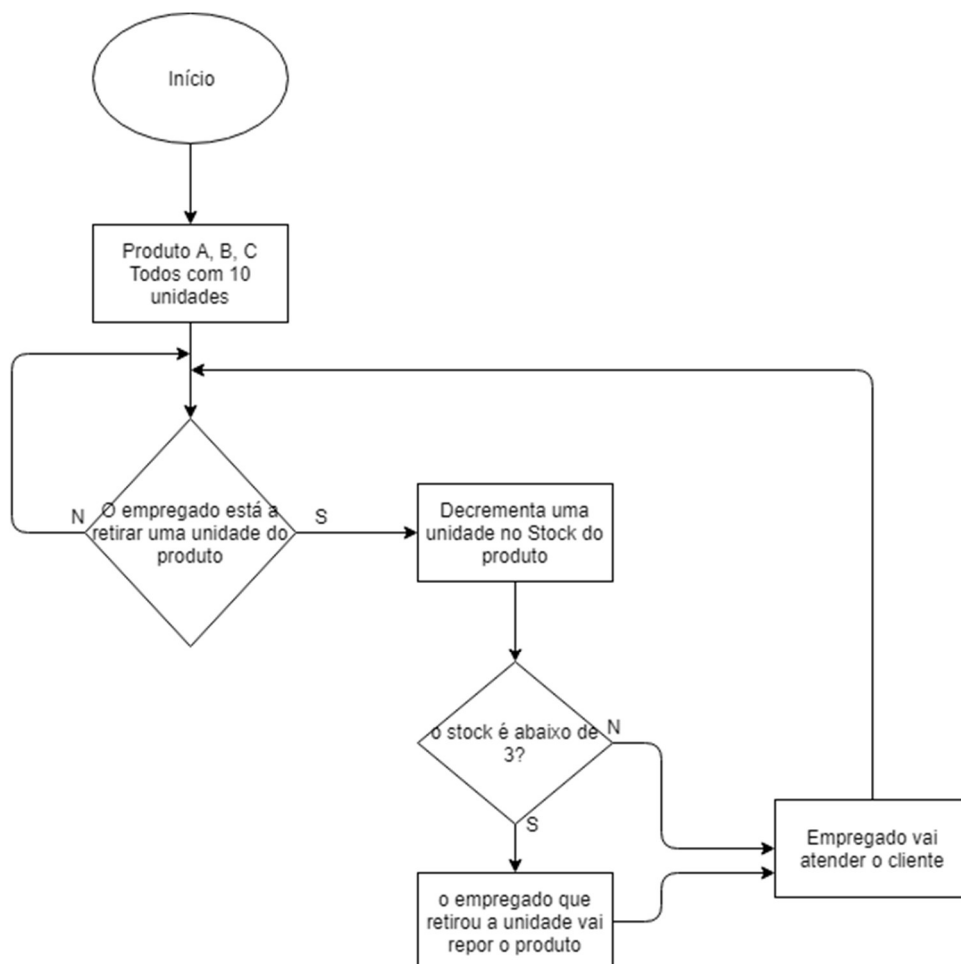 Início
Produto A, B, C
Todos com 10
unidades
N
O empregado está a
retirar uma unidade do
produto
S
Decrementa uma
unidade no Stock do
produto
o stock é abaixo de
3?
N
S
o empregado que
retirou a unidade vai
repor o produto
Empregado vai
atender o cliente